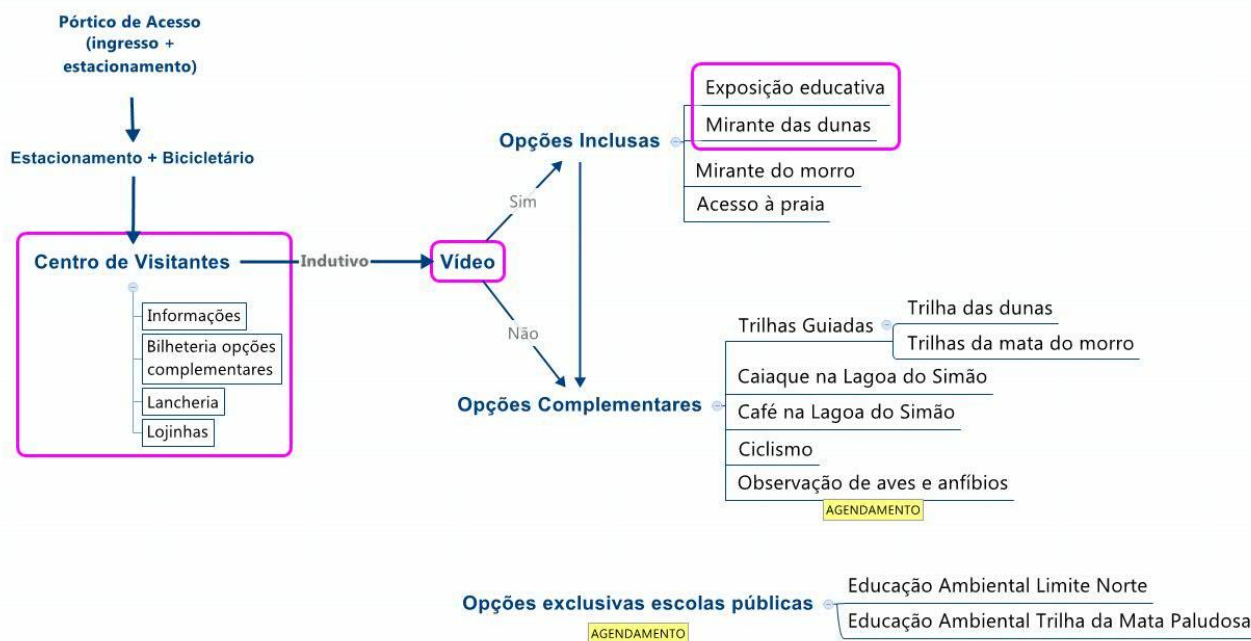 Pórtico de Acesso
(ingresso +
estacionamento)
Estacionamento + Bicicletário
Centro de Visitantes
Informações
Bilheteria opções
complementares
Lancheria
Lojinhas
Indutivo
Vídeo
Sim
Não
Opções Inclusas
Exposição educativa
Mirante das dunas
Mirante do morro
Acesso à praia
Opções Complementares
Trilhas Guiadas
Trilha das dunas
Trilhas da mata do morro
Caiaque na Lagoa do Simão
Café na Lagoa do Simão
Ciclismo
Observação de aves e anfíbios
AGENDAMENTO
Opções exclusivas escolas públicas
AGENDAMENTO
Educação Ambiental Limite Norte
Educação Ambiental Trilha da Mata Paludosa